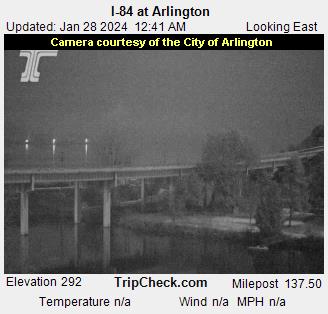 I-84 at Arlington
Updated: Jan 28 2024 12:41 AM Looking East
Camera courtesy of the City of Arlington
Elevation 292 TripCheck.com Milepost 137.50
Temperature n/a Wind n/a MPH n/a